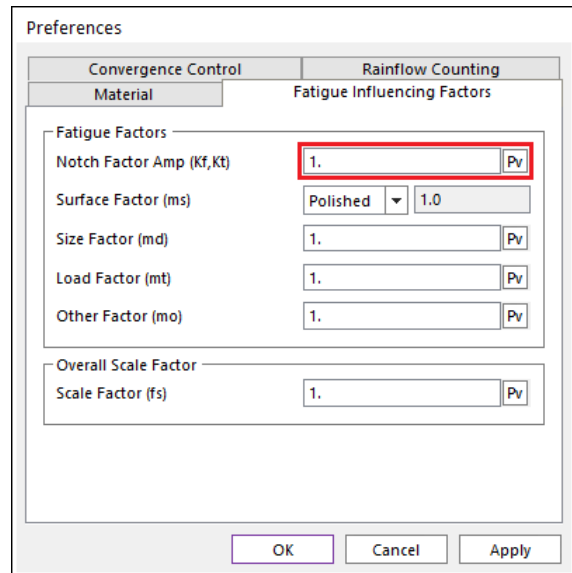 Preferences
Convergence Control Rainflow Counting
Material Fatigue Influencing Factors
Fatigue Factors
Notch Factor Amp (Kf,Kt) 1. Pv
Surface Factor (ms) Polished 1.0
Size Factor (md) 1. Pv
Load Factor (mt) 1. Pv
Other Factor (mo) 1. Pv
Overall Scale Factor
Scale Factor (fs) 1. Pv
OK Cancel Apply